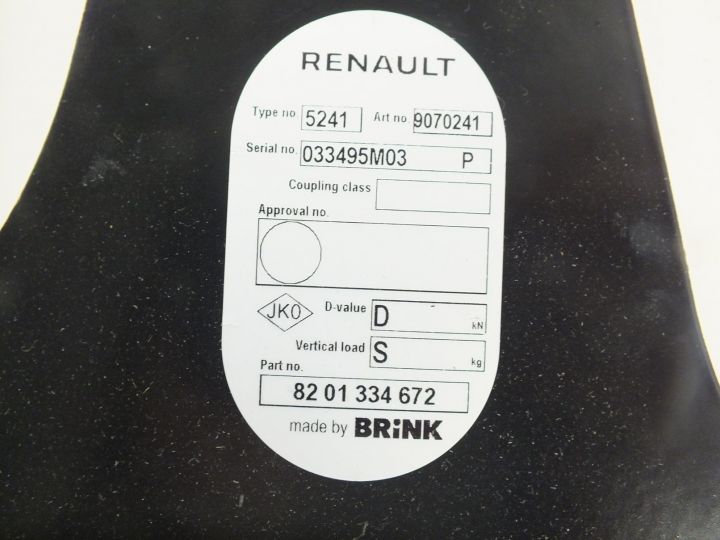 RENAULT
Type no. 5241 Art no 9070241
Serial no. 033495M03 P
Coupling class
Approval no.
JKO D-value D kN
Vertical load S kg
Part no.
82 01 334 672
made by BRiNK